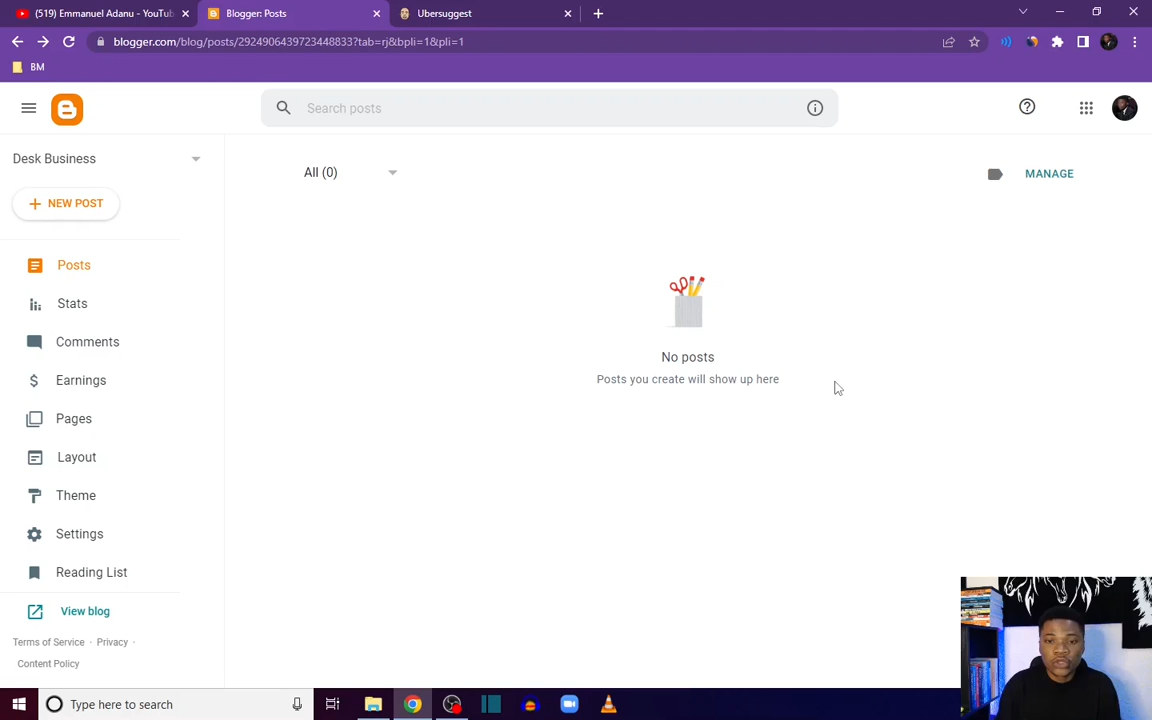 (519) Emmanuel Adanu - YouTub
Blogger: Posts
Ubersuggest
blogger.com/blog/posts/2924906439723448833?tab=rj&bpli=1&pli=1
BM
Search posts
Desk Business
All (0)
MANAGE
NEW POST
Posts
Stats
No posts
Comments
Posts you create will show up here
Earnings
Pages
Layout
Theme
Settings
Reading List
View blog
Terms of Service · Privacy ·
Content Policy
Type here to search